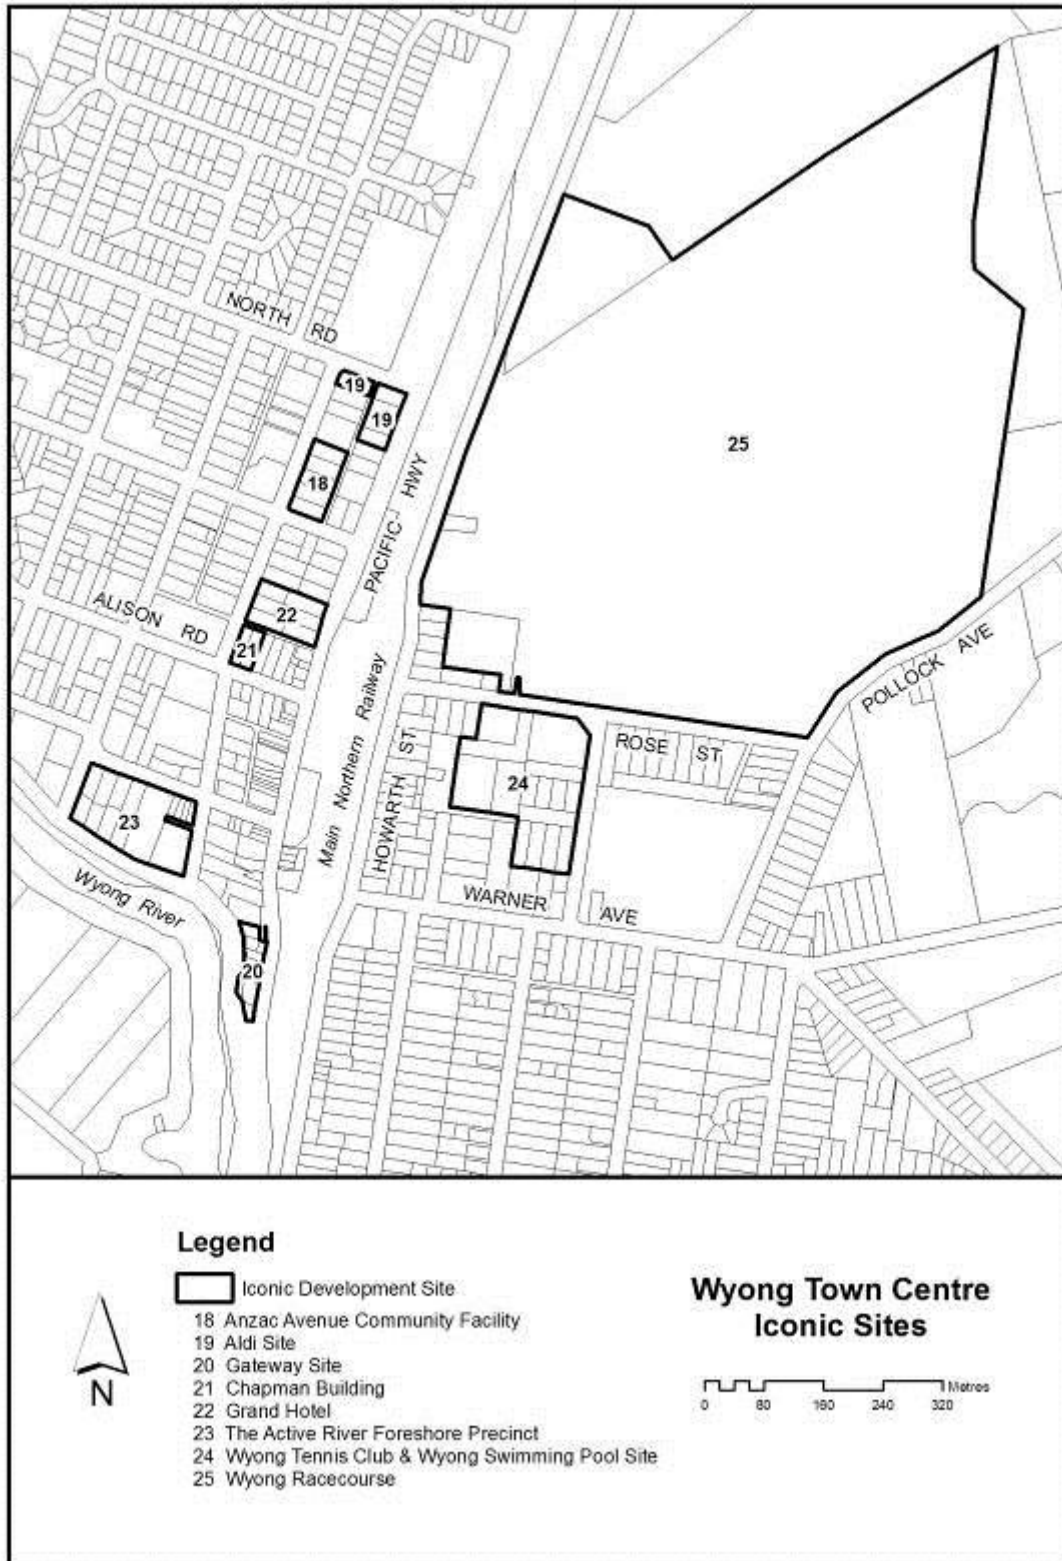 NORTH RD
19
19
25
18
PACIFIC HWY
22
ALISON RD
21
POLLOCK AVE
Main Northern Railway
HOWARTH ST
ROSE ST
24
23
Wyong River
WARNER AVE
20
Legend
Iconic Development Site
18 Anzac Avenue Community Facility
19 Aldi Site
20 Gateway Site
21 Chapman Building
22 Grand Hotel
23 The Active River Foreshore Precinct
24 Wyong Tennis Club & Wyong Swimming Pool Site
25 Wyong Racecourse
N
Wyong Town Centre
Iconic Sites
Metres
0 80 160 240 320